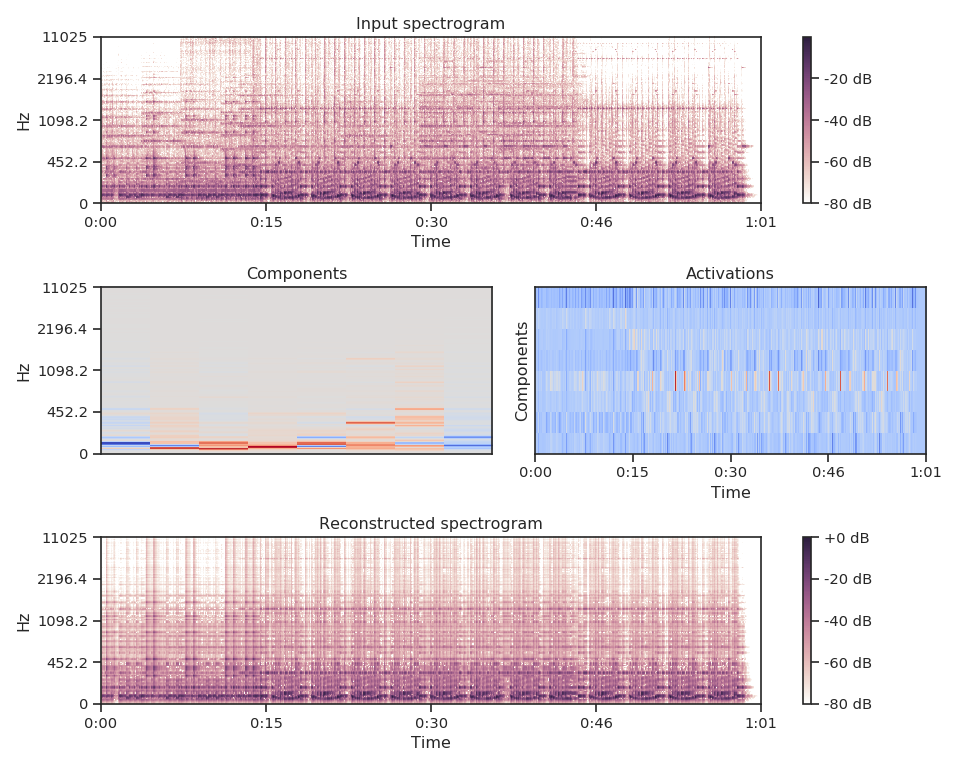 Input spectrogram
11025
2196.4
1098.2
452.2
0
Hz
0:00 0:15 0:30 0:46 1:01
Time
-20 dB
-40 dB
-60 dB
-80 dB
Components
11025
2196.4
1098.2
452.2
0
Hz
Activations
Components
0:00 0:15 0:30 0:46 1:01
Time
Reconstructed spectrogram
11025
2196.4
1098.2
452.2
0
Hz
0:00 0:15 0:30 0:46 1:01
Time
+0 dB
-20 dB
-40 dB
-60 dB
-80 dB